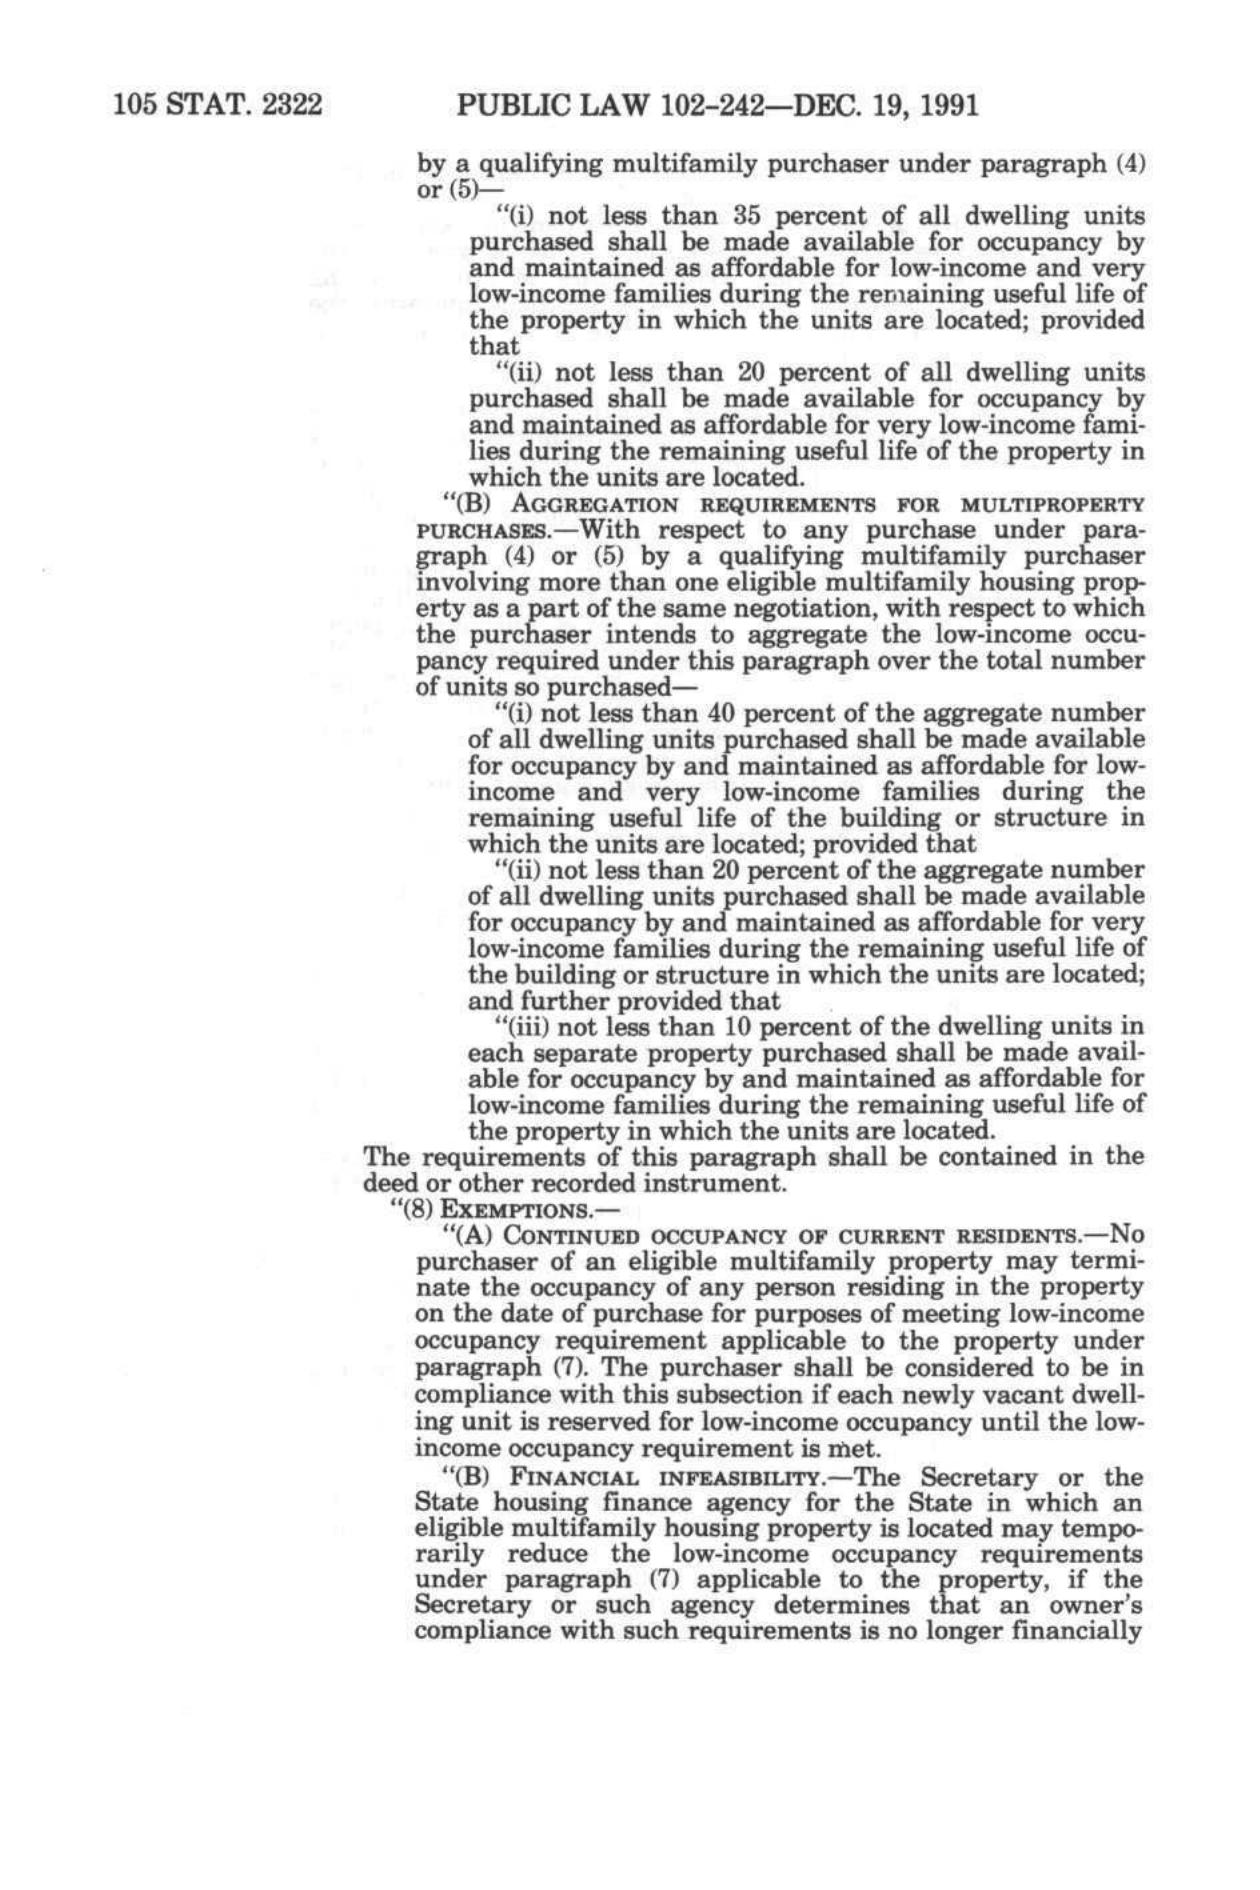 105 STAT. 2322 PUBLIC LAW 102-242—DEC. 19, 1991
by a qualifying multifamily purchaser under paragraph (4)
or (5)—
“(i) not less than 35 percent of all dwelling units
purchased shall be made available for occupancy by
and maintained as affordable for low-income and very
low-income families during the remaining useful life of
the property in which the units are located; provided
that
“(ii) not less than 20 percent of all dwelling units
purchased shall be made available for occupancy by
and maintained as affordable for very low-income fami-
lies during the remaining useful life of the property in
which the units are located.
“(B) AGGREGATION REQUIREMENTS FOR MULTIPROPERTY
PURCHASES.—With respect to any purchase under para-
graph (4) or (5) by a qualifying multifamily purchaser
involving more than one eligible multifamily housing prop-
erty as a part of the same negotiation, with respect to which
the purchaser intends to aggregate the low-income occu-
pancy required under this paragraph over the total number
of units so purchased—
“(i) not less than 40 percent of the aggregate number
of all dwelling units purchased shall be made available
for occupancy by and maintained as affordable for low-
income and very low-income families during the
remaining useful life of the building or structure in
which the units are located; provided that
“(ii) not less than 20 percent of the aggregate number
of all dwelling units purchased shall be made available
for occupancy by and maintained as affordable for very
low-income families during the remaining useful life of
the building or structure in which the units are located;
and further provided that
“(iii) not less than 10 percent of the dwelling units in
each separate property purchased shall be made avail-
able for occupancy by and maintained as affordable for
low-income families during the remaining useful life of
the property in which the units are located.
The requirements of this paragraph shall be contained in the
deed or other recorded instrument.
“(8) EXEMPTIONS.—
“(A) CONTINUED OCCUPANCY OF CURRENT RESIDENTS.—No
purchaser of an eligible multifamily property may termi-
nate the occupancy of any person residing in the property
on the date of purchase for purposes of meeting low-income
occupancy requirement applicable to the property under
paragraph (7). The purchaser shall be considered to be in
compliance with this subsection if each newly vacant dwell-
ing unit is reserved for low-income occupancy until the low-
income occupancy requirement is met.
“(B) FINANCIAL INFEASIBILITY.—The Secretary or the
State housing finance agency for the State in which an
eligible multifamily housing property is located may tempo-
rarily reduce the low-income occupancy requirements
under paragraph (7) applicable to the property, if the
Secretary or such agency determines that an owner's
compliance with such requirements is no longer financially